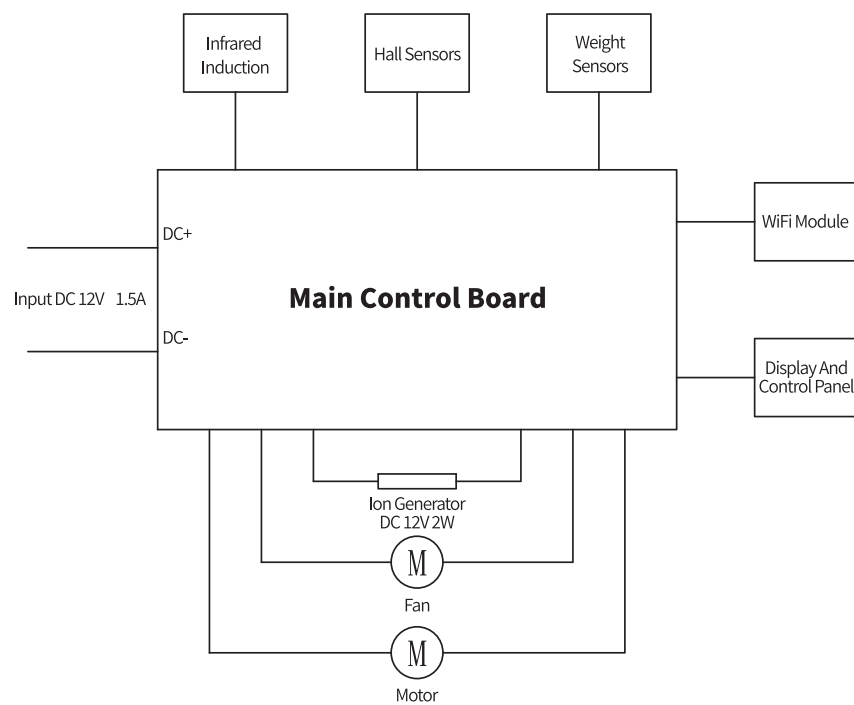 Infrared
Induction
Hall Sensors
Weight
Sensors
DC+
WiFi Module
Input DC 12V 1.5A
Main Control Board
DC-
Display And
Control Panel
Ion Generator
DC 12V 2W
M
Fan
M
Motor